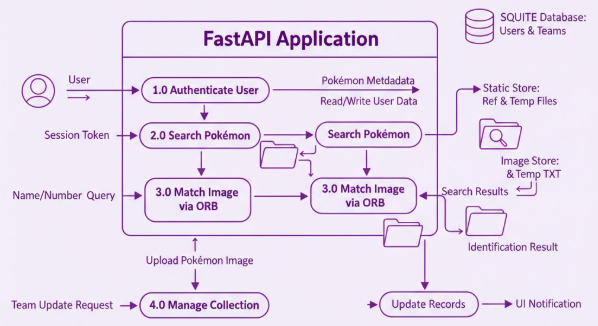 SQUITE Database:
Users & Teams
FastAPI Application
User
1.0 Authenticate User
Pokémon Metdadata
Read/Write User Data
Static Store:
Ref & Temp Files
Session Token
2.0 Search Pokémon
Search Pokémon
Image Store:
& Temp TXT
Name/Number Query
3.0 Match Image
via ORB
3.0 Match Image
via ORB
Search Results
Identification Result
Upload Pokémon Image
Team Update Request
4.0 Manage Collection
Update Records
UI Notification